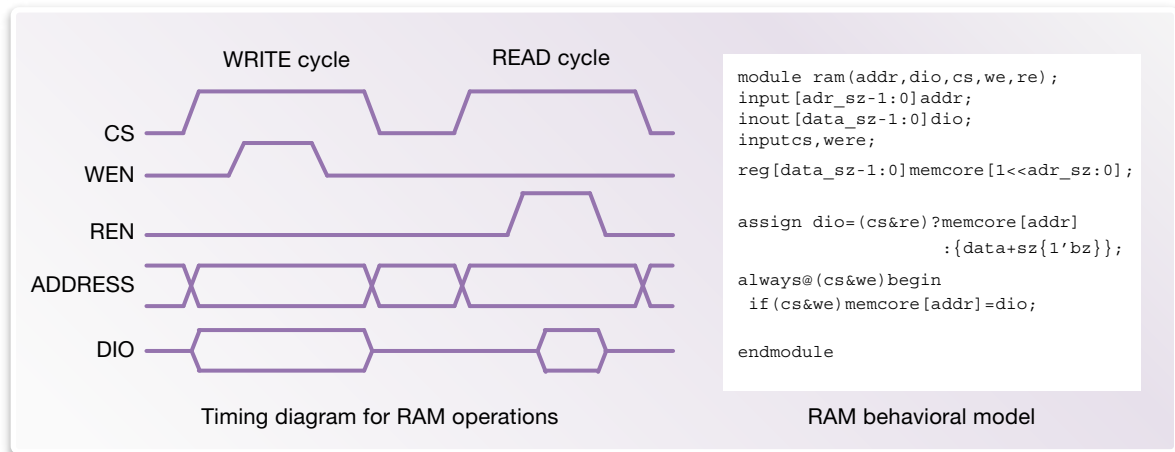 WRITE cycle
READ cycle
CS
WEN
REN
ADDRESS
DIO
Timing diagram for RAM operations
module ram(addr,dio,cs,we,re);
input[adr_sz-1:0]addr;
inout[data_sz-1:0]dio;
inputcs,were;
reg[data_sz-1:0]memcore[1<<adr_sz:0];
assign dio=(cs&re)?memcore[addr]
:{data+sz{1’bz}};
always@(cs&we)begin
if(cs&we)memcore[addr]=dio;
endmodule
RAM behavioral model